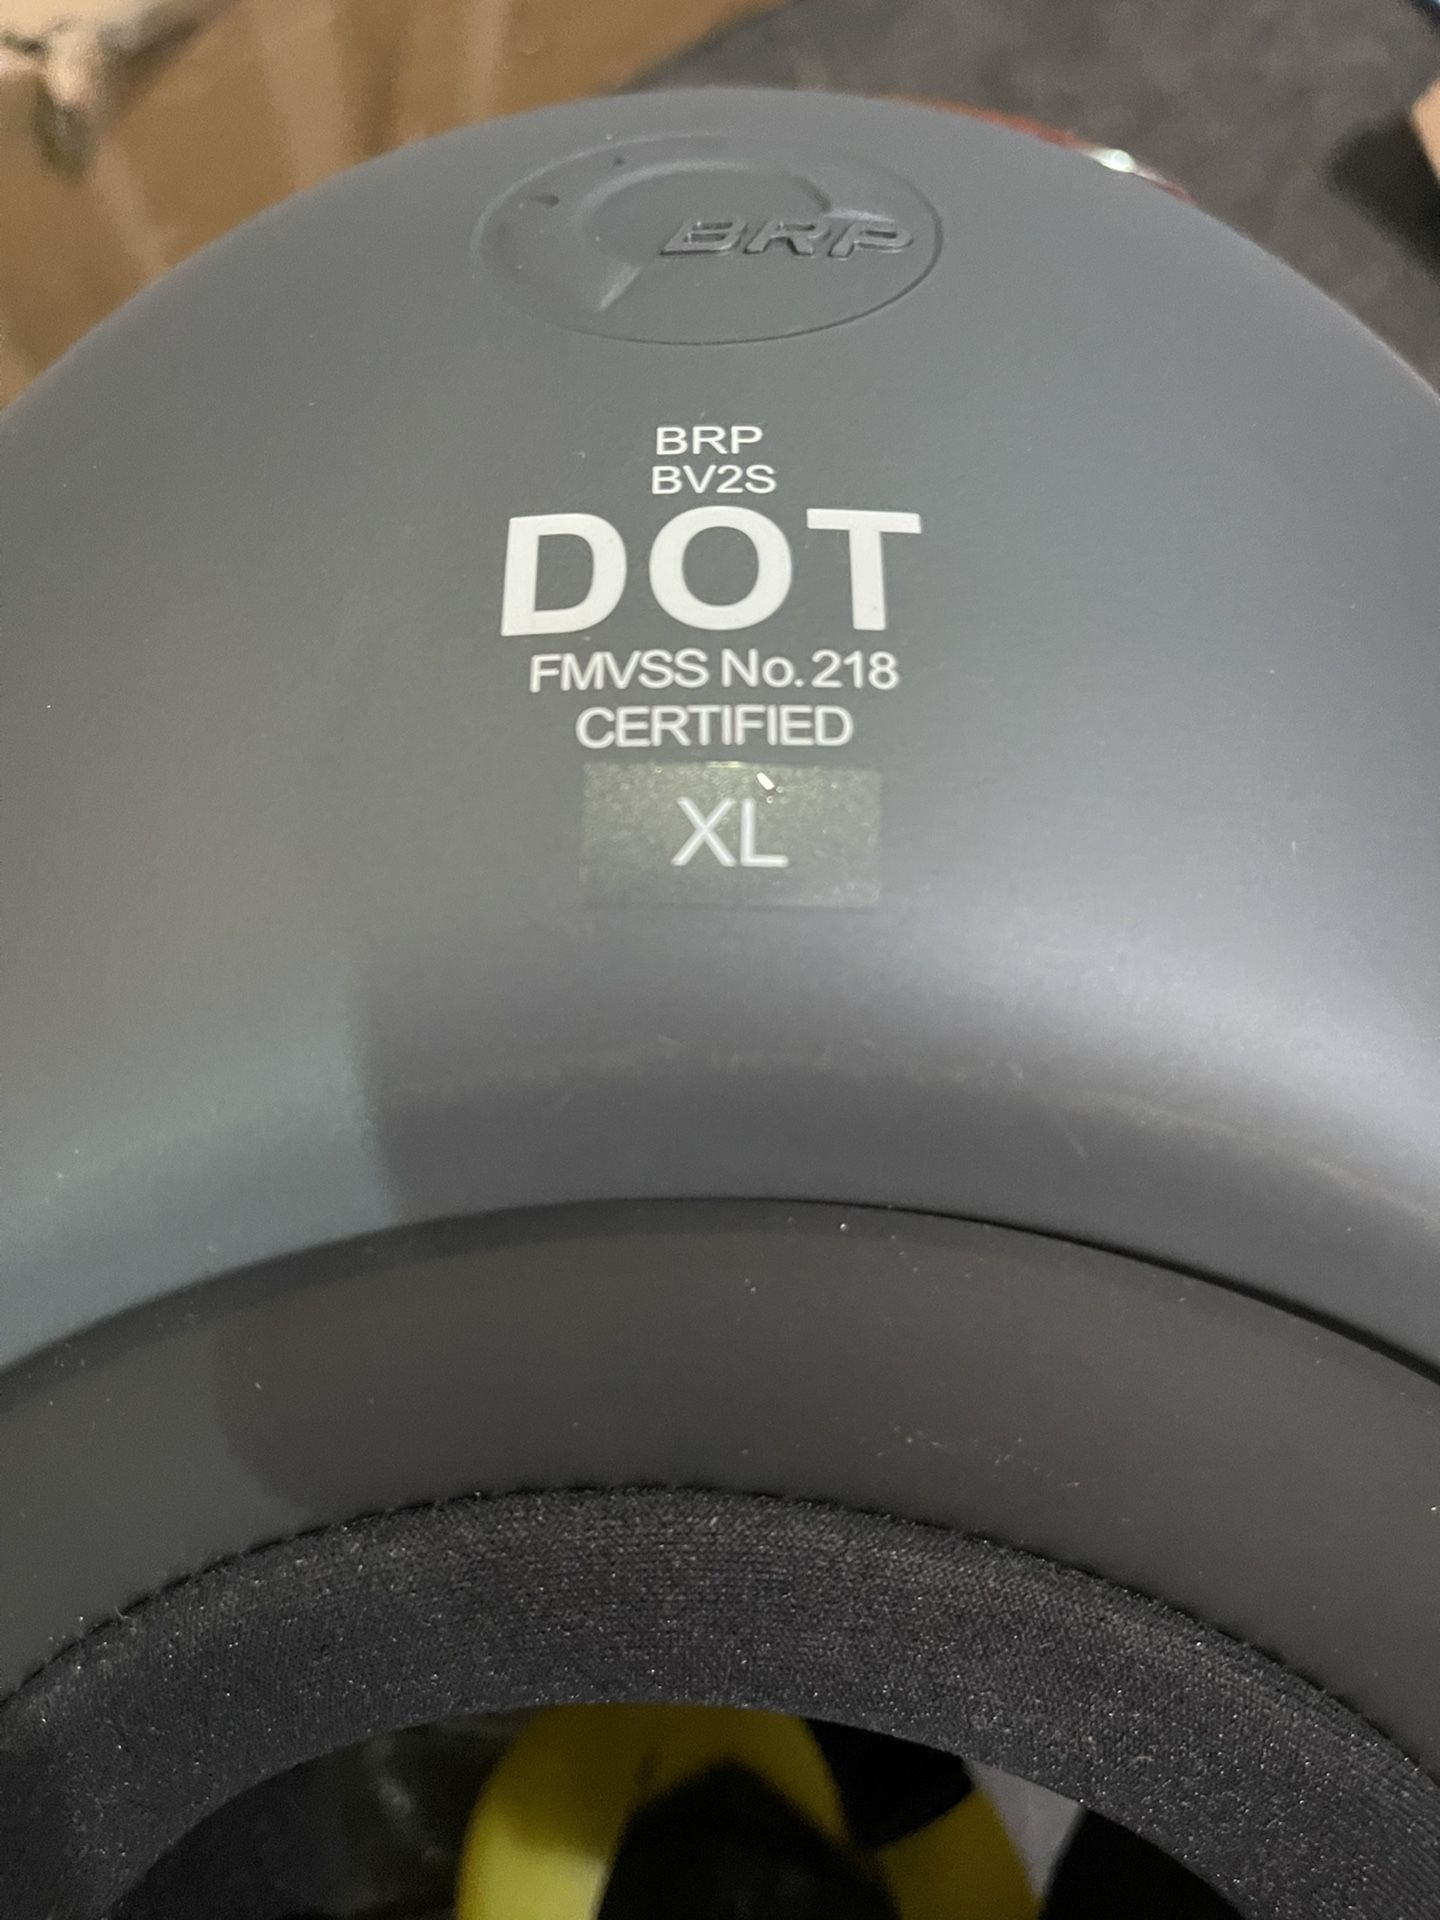 BRP
BRP
BV2S
DOT
FMVSS No. 218
CERTIFIED
XL